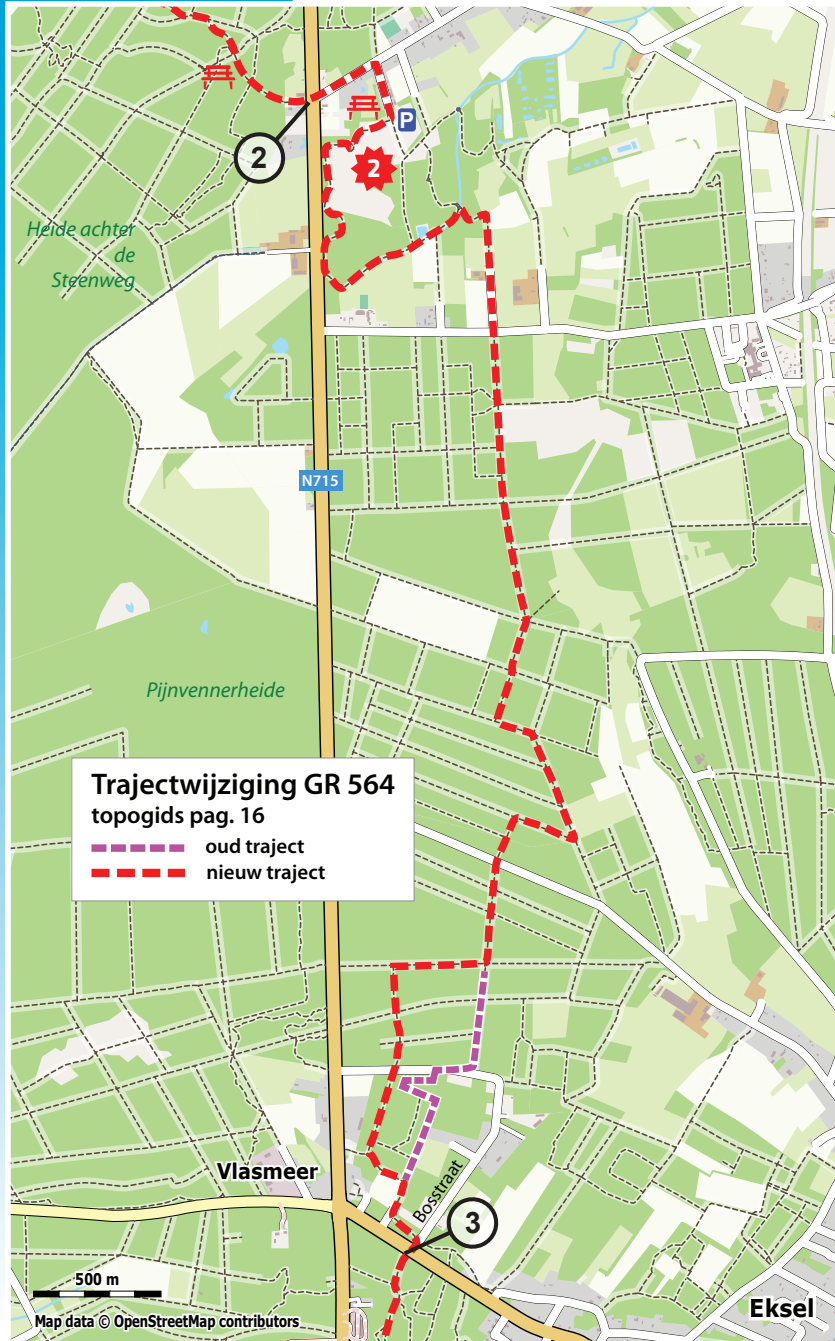 P
2
2
Heide achter
de
Steenweg
N715
Pijnvennerheide
Trajectwijziging GR 564
topogids pag. 16
oud traject
nieuw traject
Vlasmeer
Bosstraat
3
500 m
Eksel
Map data © OpenStreetMap contributors